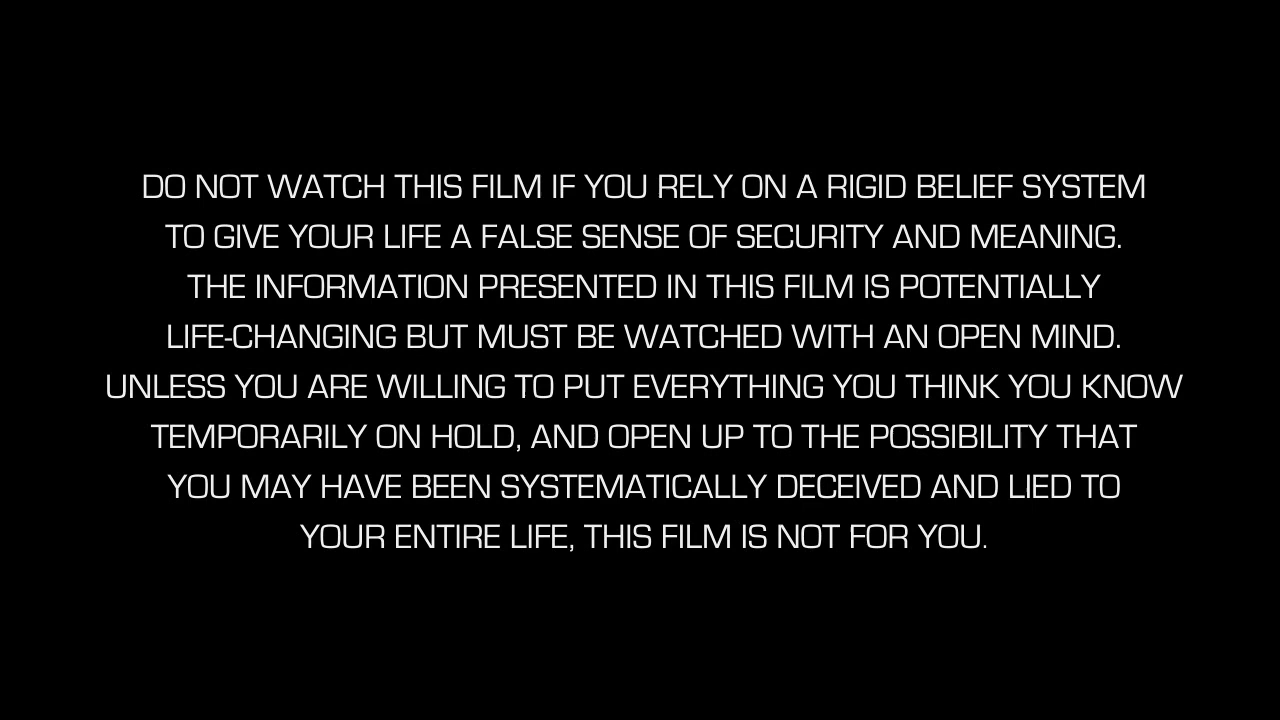 DO NOT WATCH THIS FILM IF YOU RELY ON A RIGID BELIEF SYSTEM
TO GIVE YOUR LIFE A FALSE SENSE OF SECURITY AND MEANING.
THE INFORMATION PRESENTED IN THIS FILM IS POTENTIALLY
LIFE-CHANGING BUT MUST BE WATCHED WITH AN OPEN MIND.
UNLESS YOU ARE WILLING TO PUT EVERYTHING YOU THINK YOU KNOW
TEMPORARILY ON HOLD, AND OPEN UP TO THE POSSIBILITY THAT
YOU MAY HAVE BEEN SYSTEMATICALLY DECEIVED AND LIED TO
YOUR ENTIRE LIFE, THIS FILM IS NOT FOR YOU.